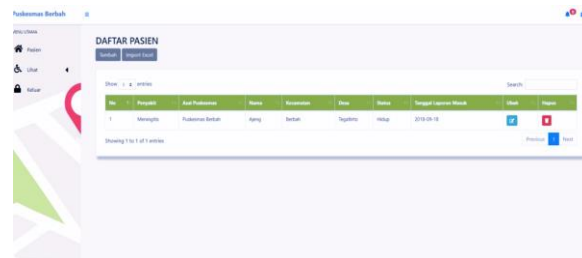 Puskesmas Berbah
MENU UTAMA
Pasien
Lihat
Keluar
DAFTAR PASIEN
Tambah Import Excel
Show entries
Search:
No Penyakit Asal Puskesmas Nama Kecamatan Desa Status Tanggal Laporan Masuk Ubah Hapus
1 Meningitis Puskesmas Berbah Ajeng Berbah Tegaltirto Hidup 2018-09-18
Showing 1 to 1 of 1 entries
Previous 1 Next